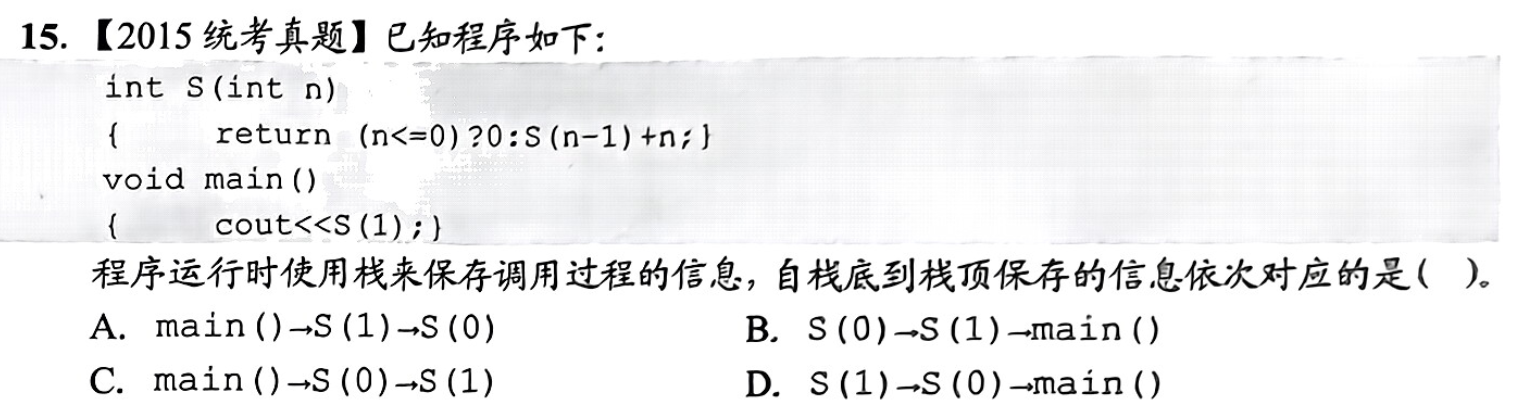 15. 【2015 统考真题】已知程序如下：
int S(int n)
{ return (n<=0)?0:S(n-1)+n;}
void main()
{ cout<<S(1);}
程序运行时使用栈来保存调用过程的信息，自栈底到栈顶保存的信息依次对应的是( )。
A. main()→S(1)→S(0) B. S(0)→S(1)→main()
C. main()→S(0)→S(1) D. S(1)→S(0)→main()